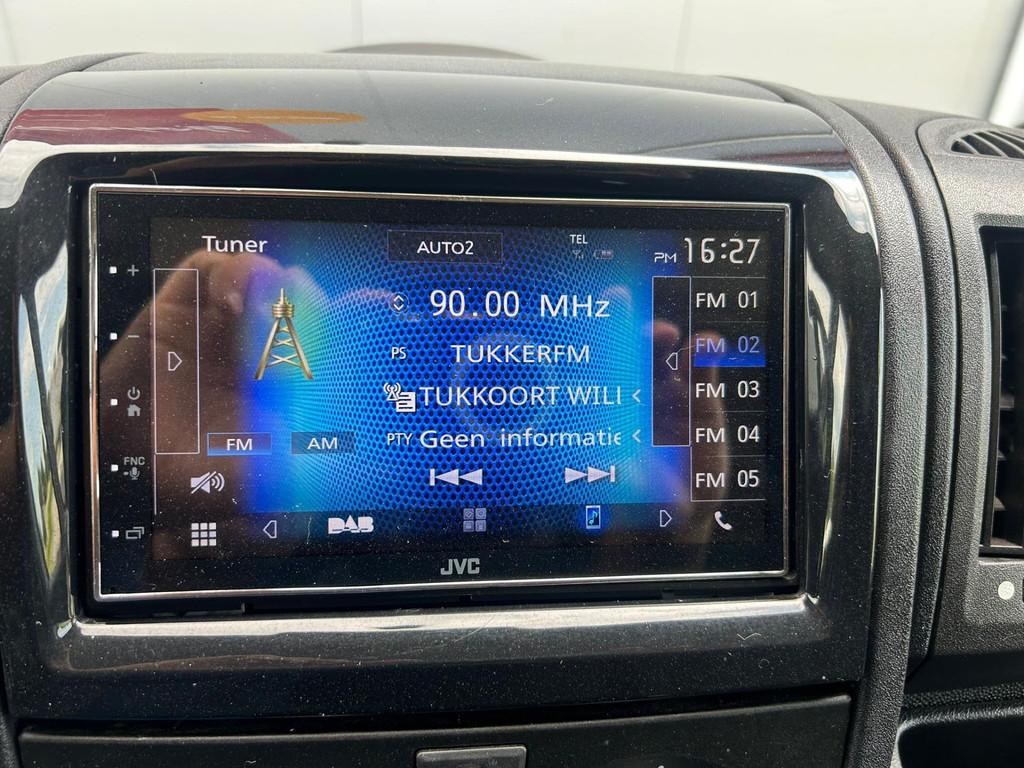 Tuner
AUTO2
TEL
PM 16:27
90.00 MHz
PS TUKKERFM
TUKKOORT WILL
PTY Geen informatie
FM AM
FM 01
FM 02
FM 03
FM 04
FM 05
FNC
DAB
JVC